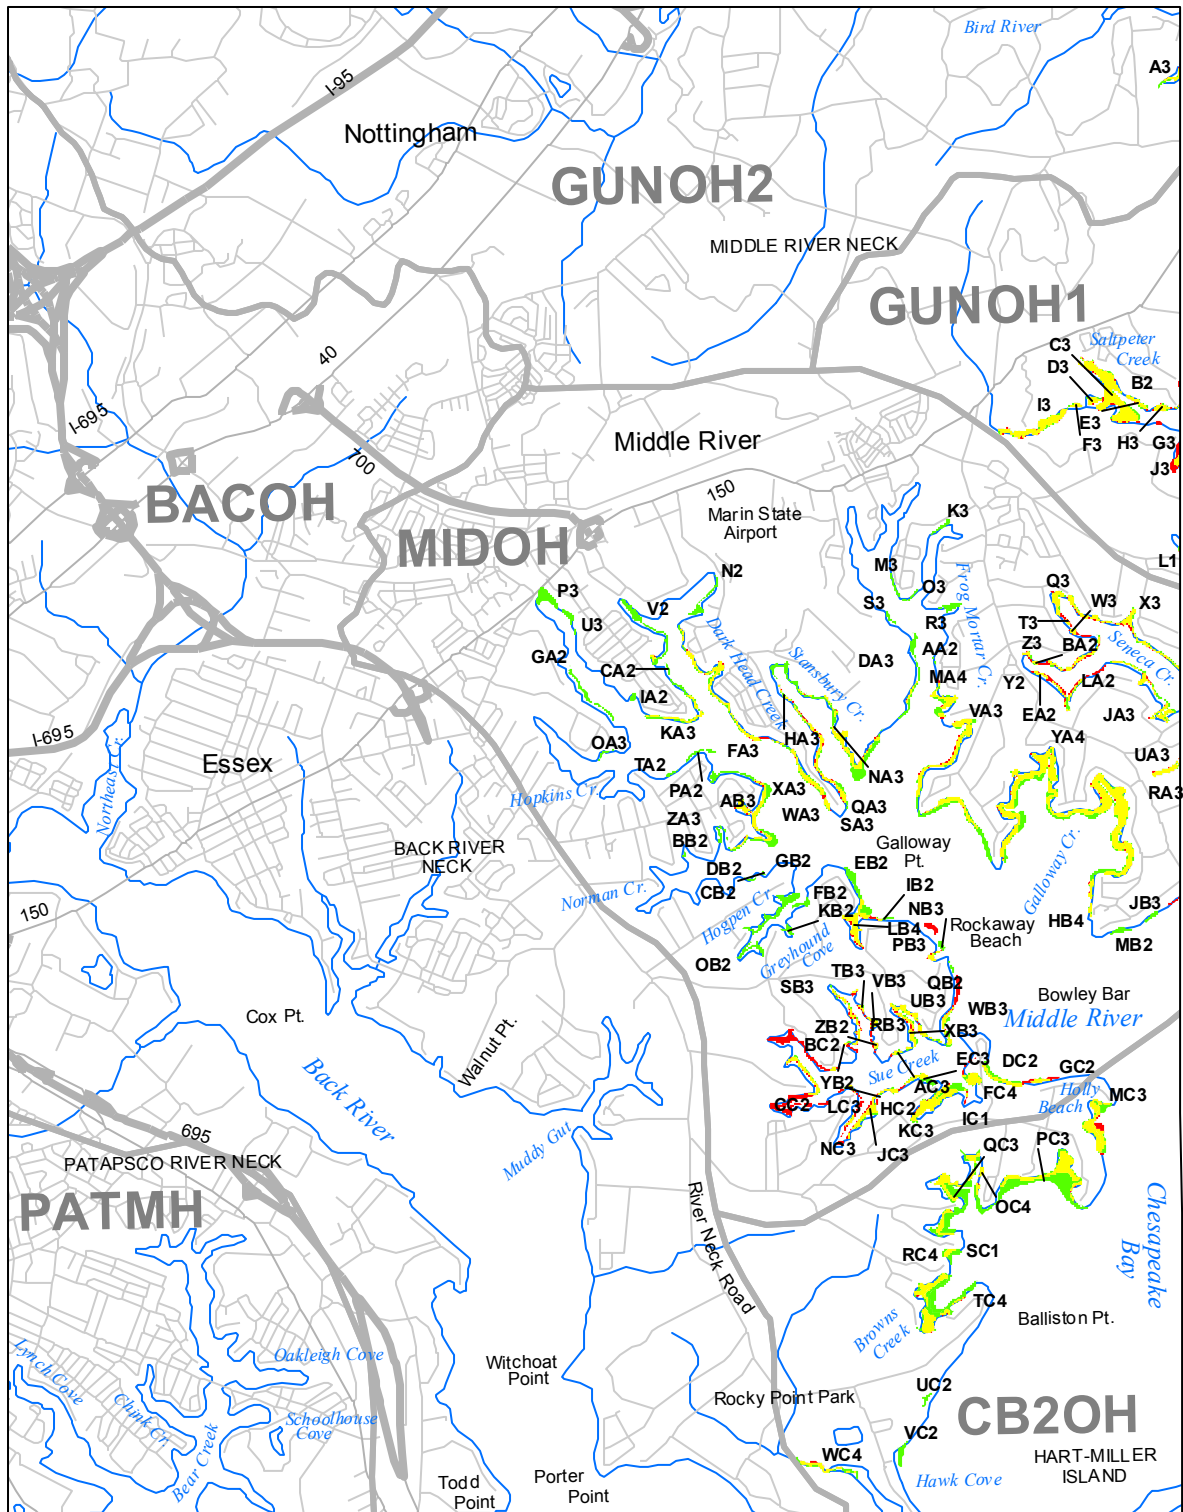 Bird River
A3
I-95
Nottingham
GUNOH2
MIDDLE RIVER NECK
GUNOH1
C3
Saltpeter
Creek
D3
B2
40
I3
E3
F3
H3
G3
J3
I-695
Middle River
700
BACOH
150
Marin State
Airport
K3
MIDOH
L1
N2
M3
O3
Frog Mortar Cr.
Q3
W3
X3
P3
V2
S3
R3
T3
U3
Dark Head Creek
Stansbury Cr.
AA2
Z3
BA2
Seneca Cr.
GA2
CA2
DA3
MA4
Y2
LA2
IA2
VA3
EA2
JA3
KA3
HA3
YA4
OA3
FA3
UA3
I-695
Northeast Cr.
Essex
TA2
NA3
Hopkins Cr.
PA2
XA3
RA3
AB3
WA3
QA3
SA3
ZA3
BB2
Galloway
Pt.
BACK RIVER
NECK
GB2
EB2
Galloway Cr.
DB2
CB2
IB2
Norman Cr.
FB2
NB3
JB3
150
Hogpen Cr.
KB2
LB4
HB4
Rockaway
Beach
PB3
MB2
Greyhound
Cove
OB2
TB3
VB3
SB3
QB2
UB3
Bowley Bar
WB3
Cox Pt.
Middle River
ZB2
RB3
XB3
BC2
Walnut Pt.
EC3
DC2
GC2
Sue Creek
Back River
YB2
AC3
FC4
Holly
Beach
MC3
CC2
LC3
HC2
IC1
KC3
695
Muddy Gut
NC3
JC3
QC3
PC3
PATAPSCO RIVER NECK
PATMH
River Neck Road
OC4
Chesapeake
Bay
RC4
SC1
TC4
Balliston Pt.
Browns
Creek
Lynch Cove
Oakleigh Cove
Witchoat
Point
UC2
Rocky Point Park
CB2OH
Chink Cr.
Schoolhouse
Cove
VC2
Bear Creek
WC4
HART-MILLER
ISLAND
Todd
Point
Porter
Point
Hawk Cove